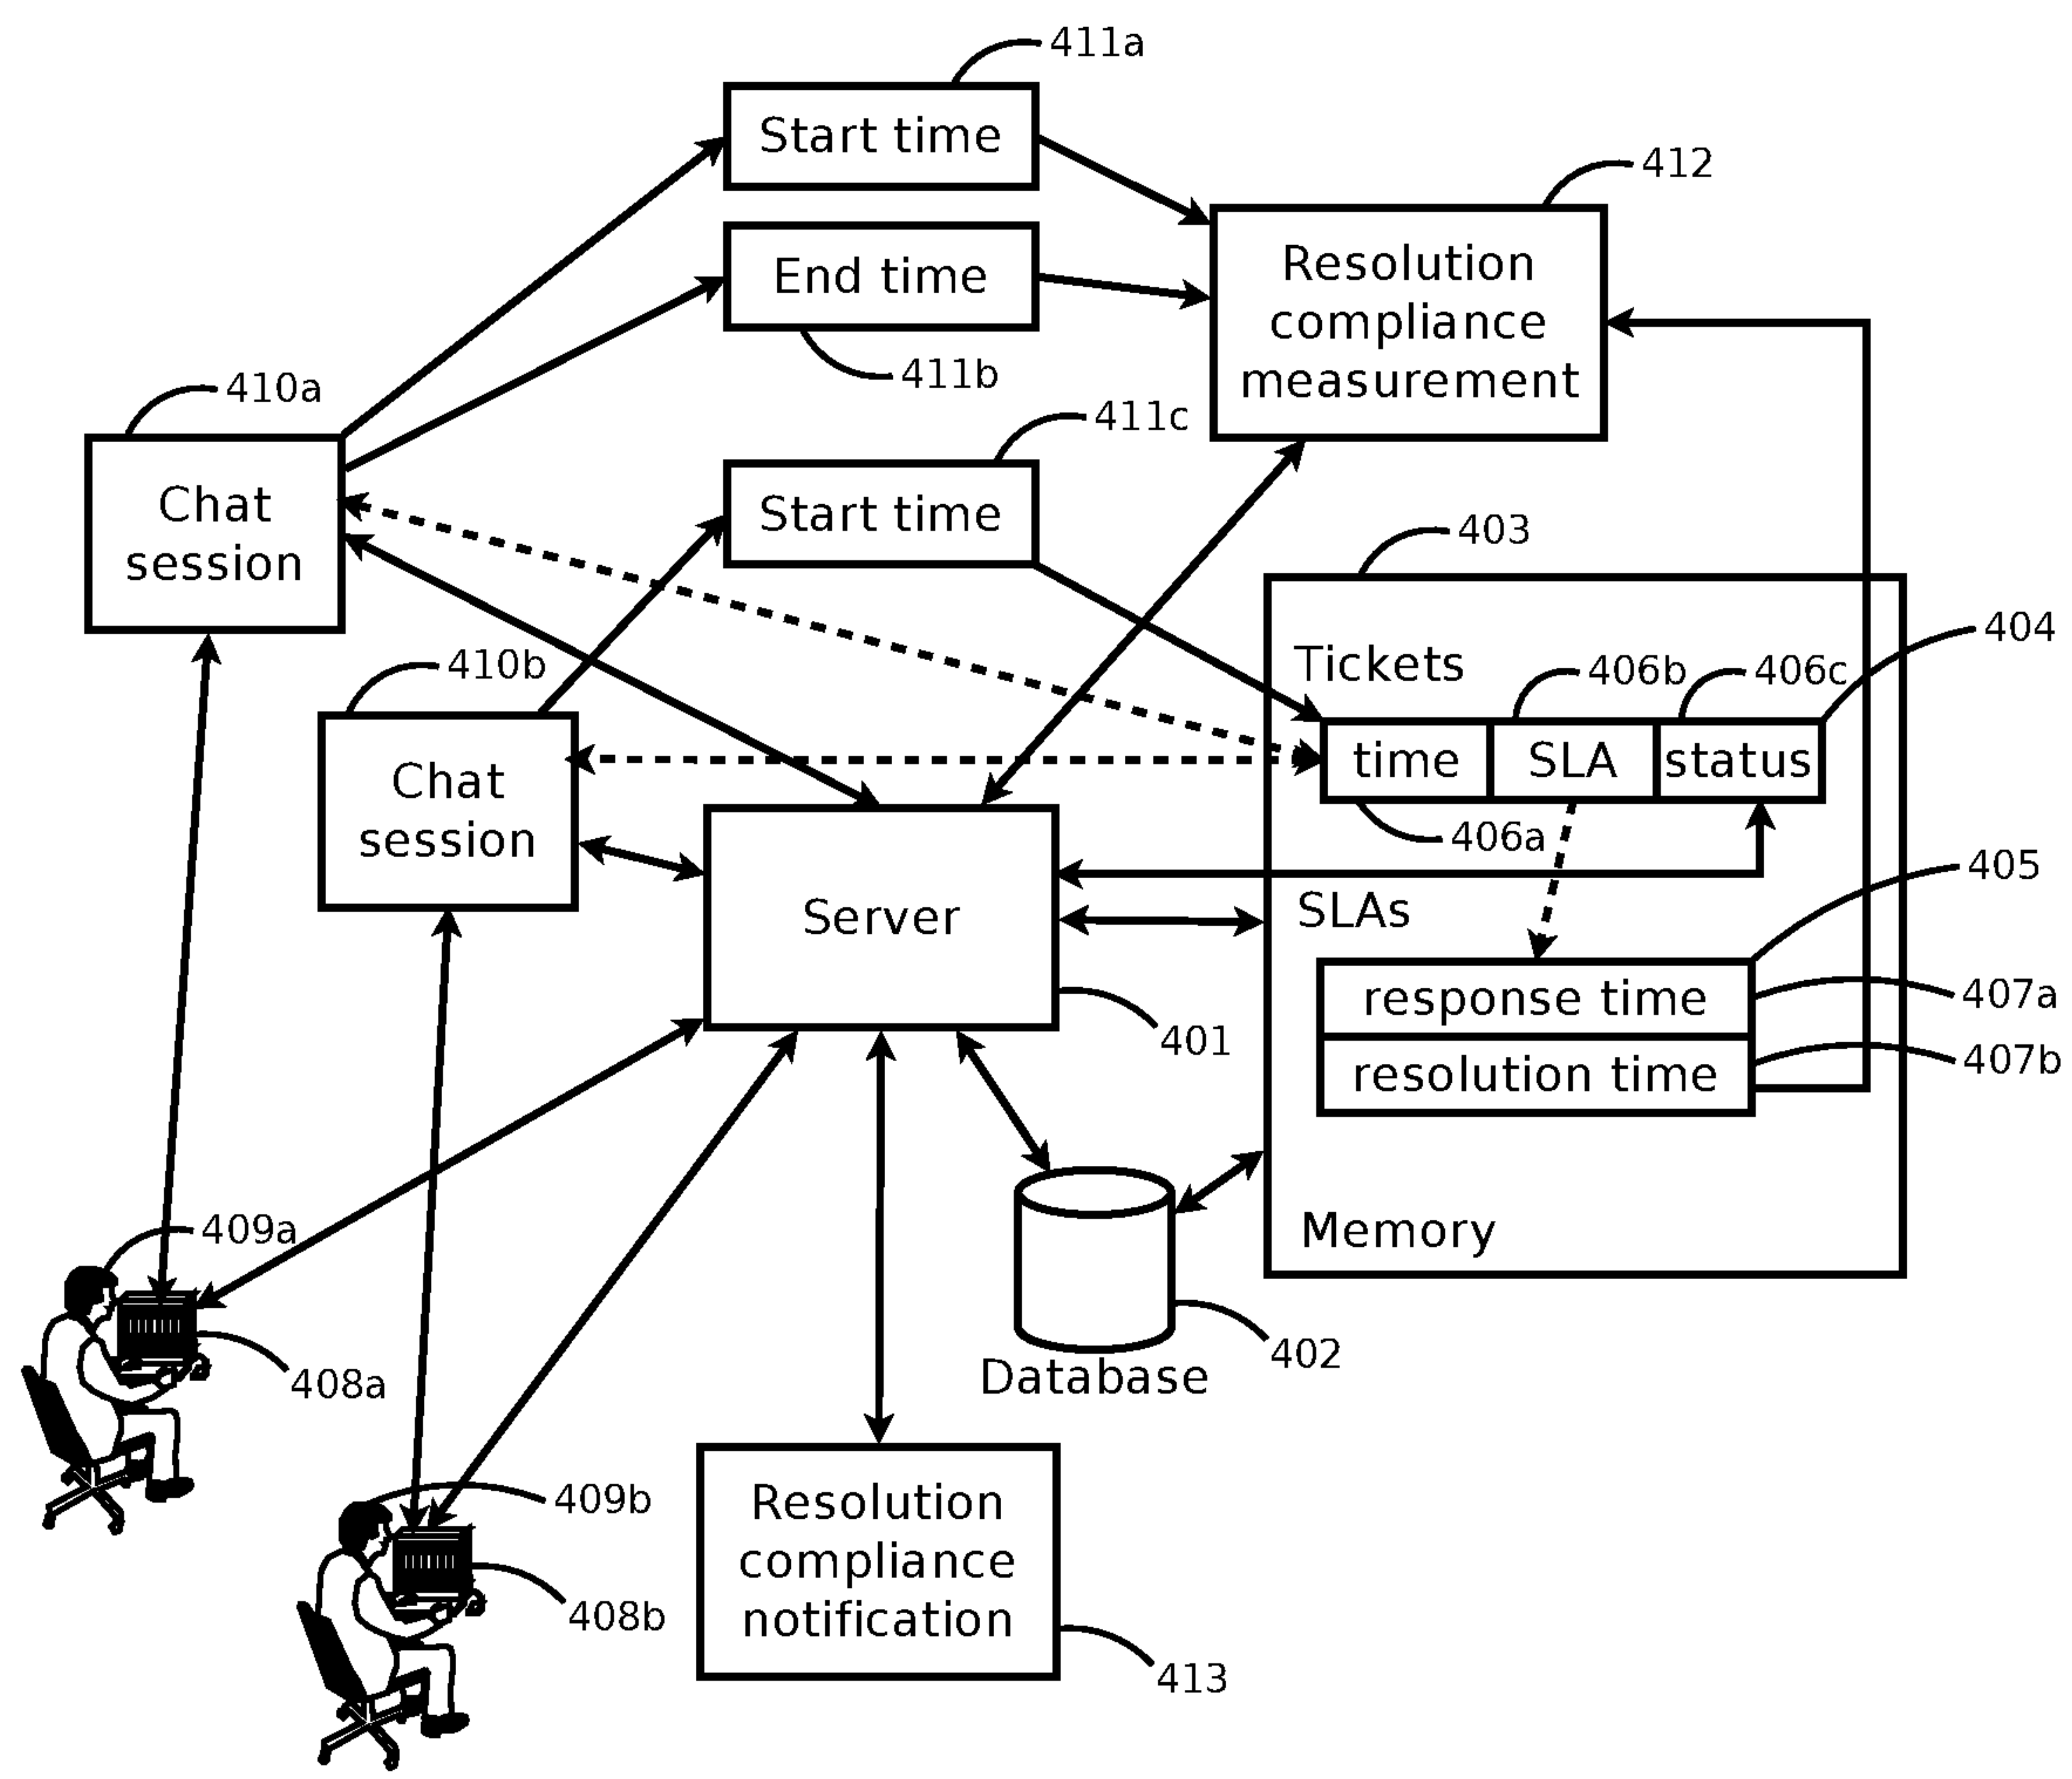 411a
Start time
412
End time
Resolution
compliance
measurement
411b
410a
411c
Chat
session
Start time
403
404
410b
Tickets
406b
406c
time
SLA
status
Chat
session
406a
405
Server
SLAs
response time
407a
401
resolution time
407b
409a
Memory
402
408a
Database
409b
Resolution
compliance
notification
408b
413